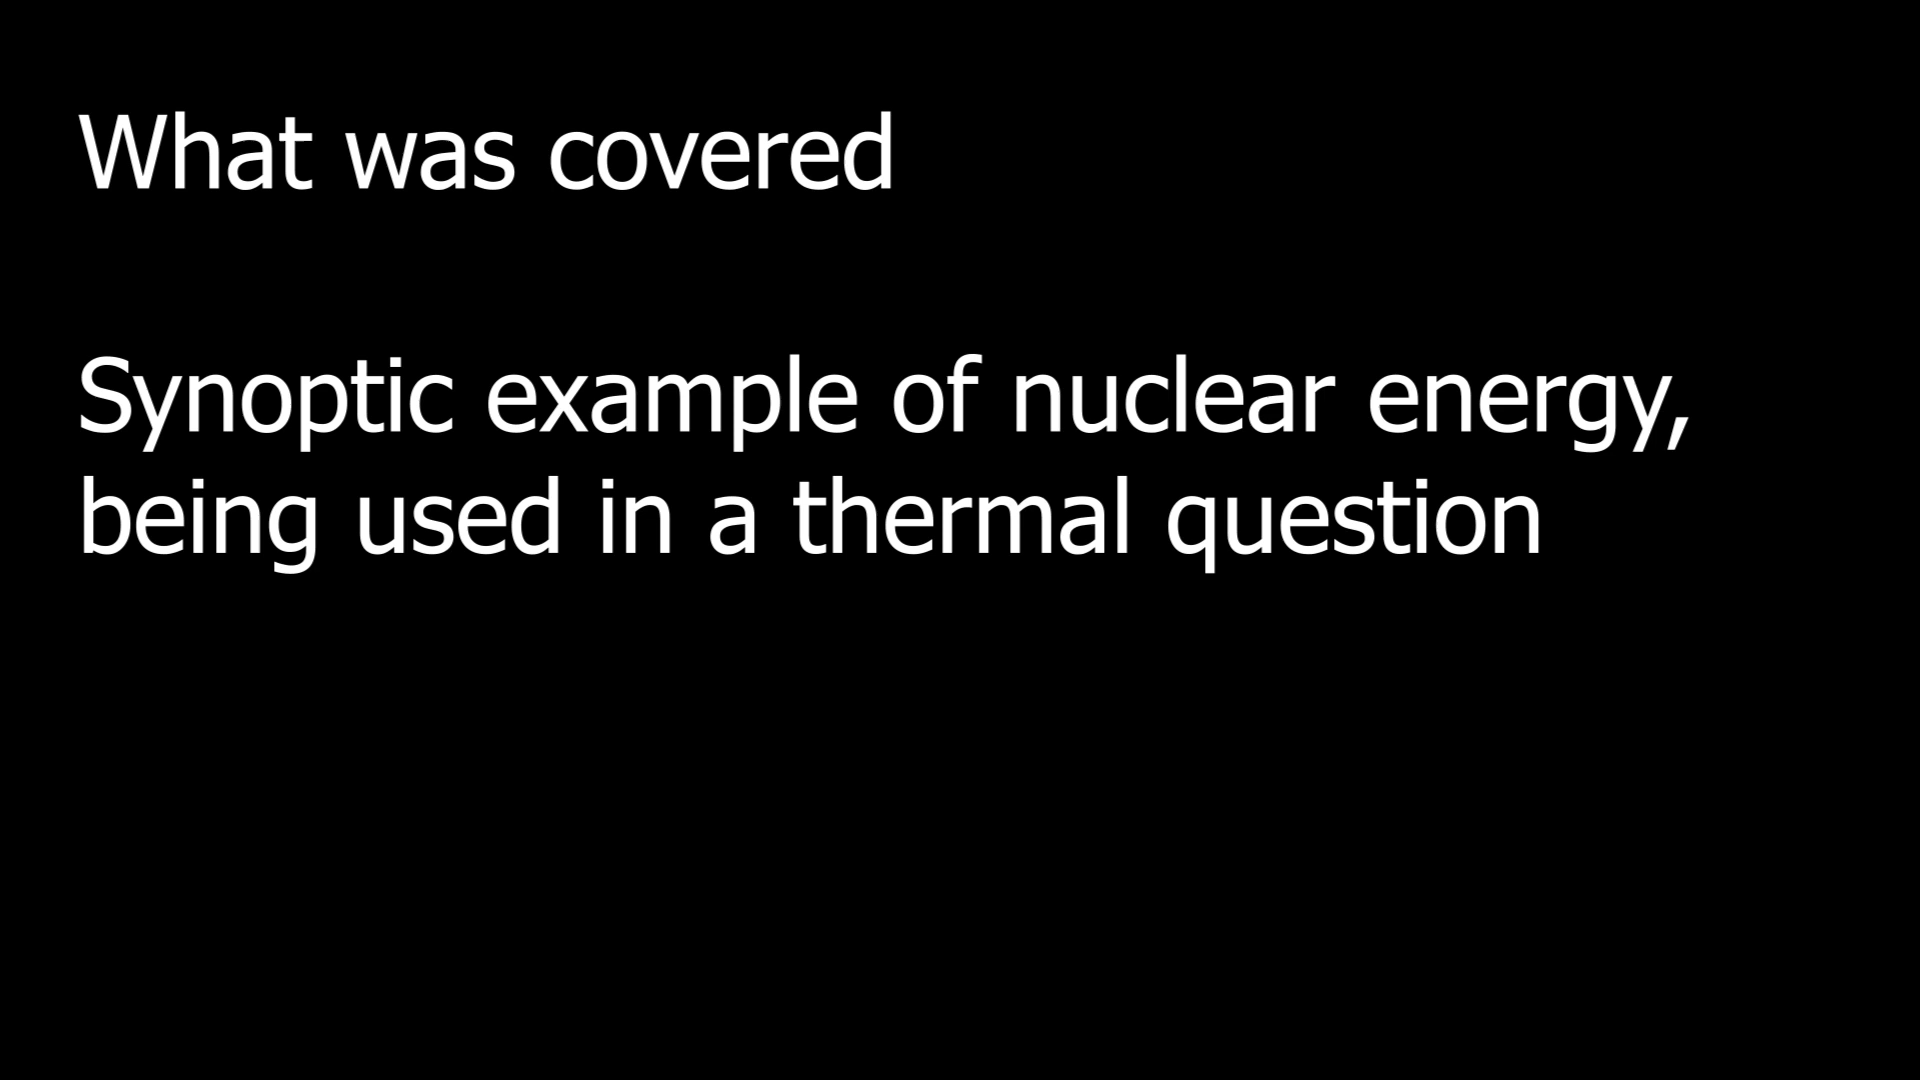 What was covered
Synoptic example of nuclear energy,
being used in a thermal question